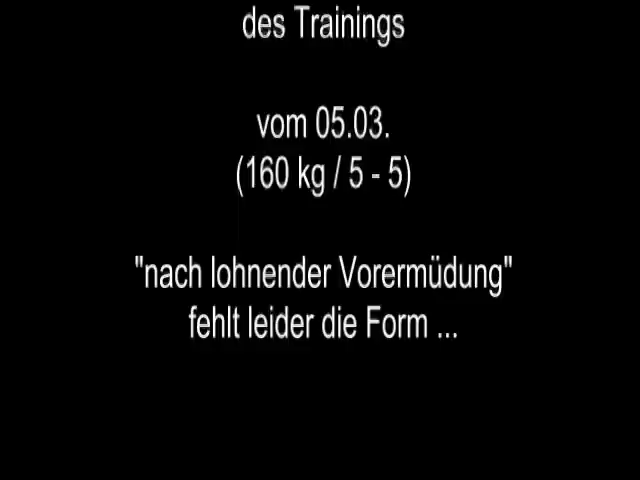 des Trainings
vom 05.03.
(160 kg / 5 - 5)
"nach lohnender Vorermüdung"
fehlt leider die Form ...